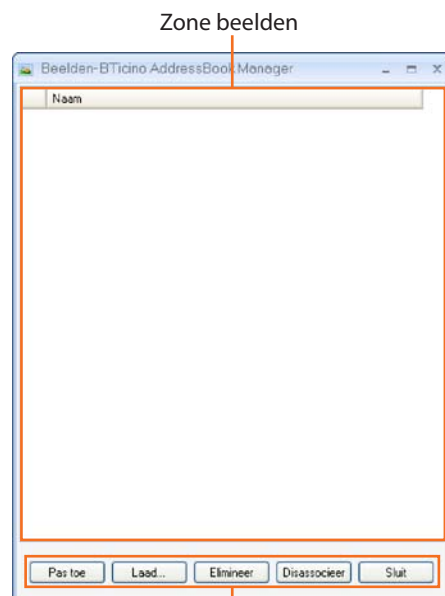 Zone beelden
Beelden-BTicino AddressBook Manager
Naam
Pas toe Laad... Elimineer Disassocieer Sluit